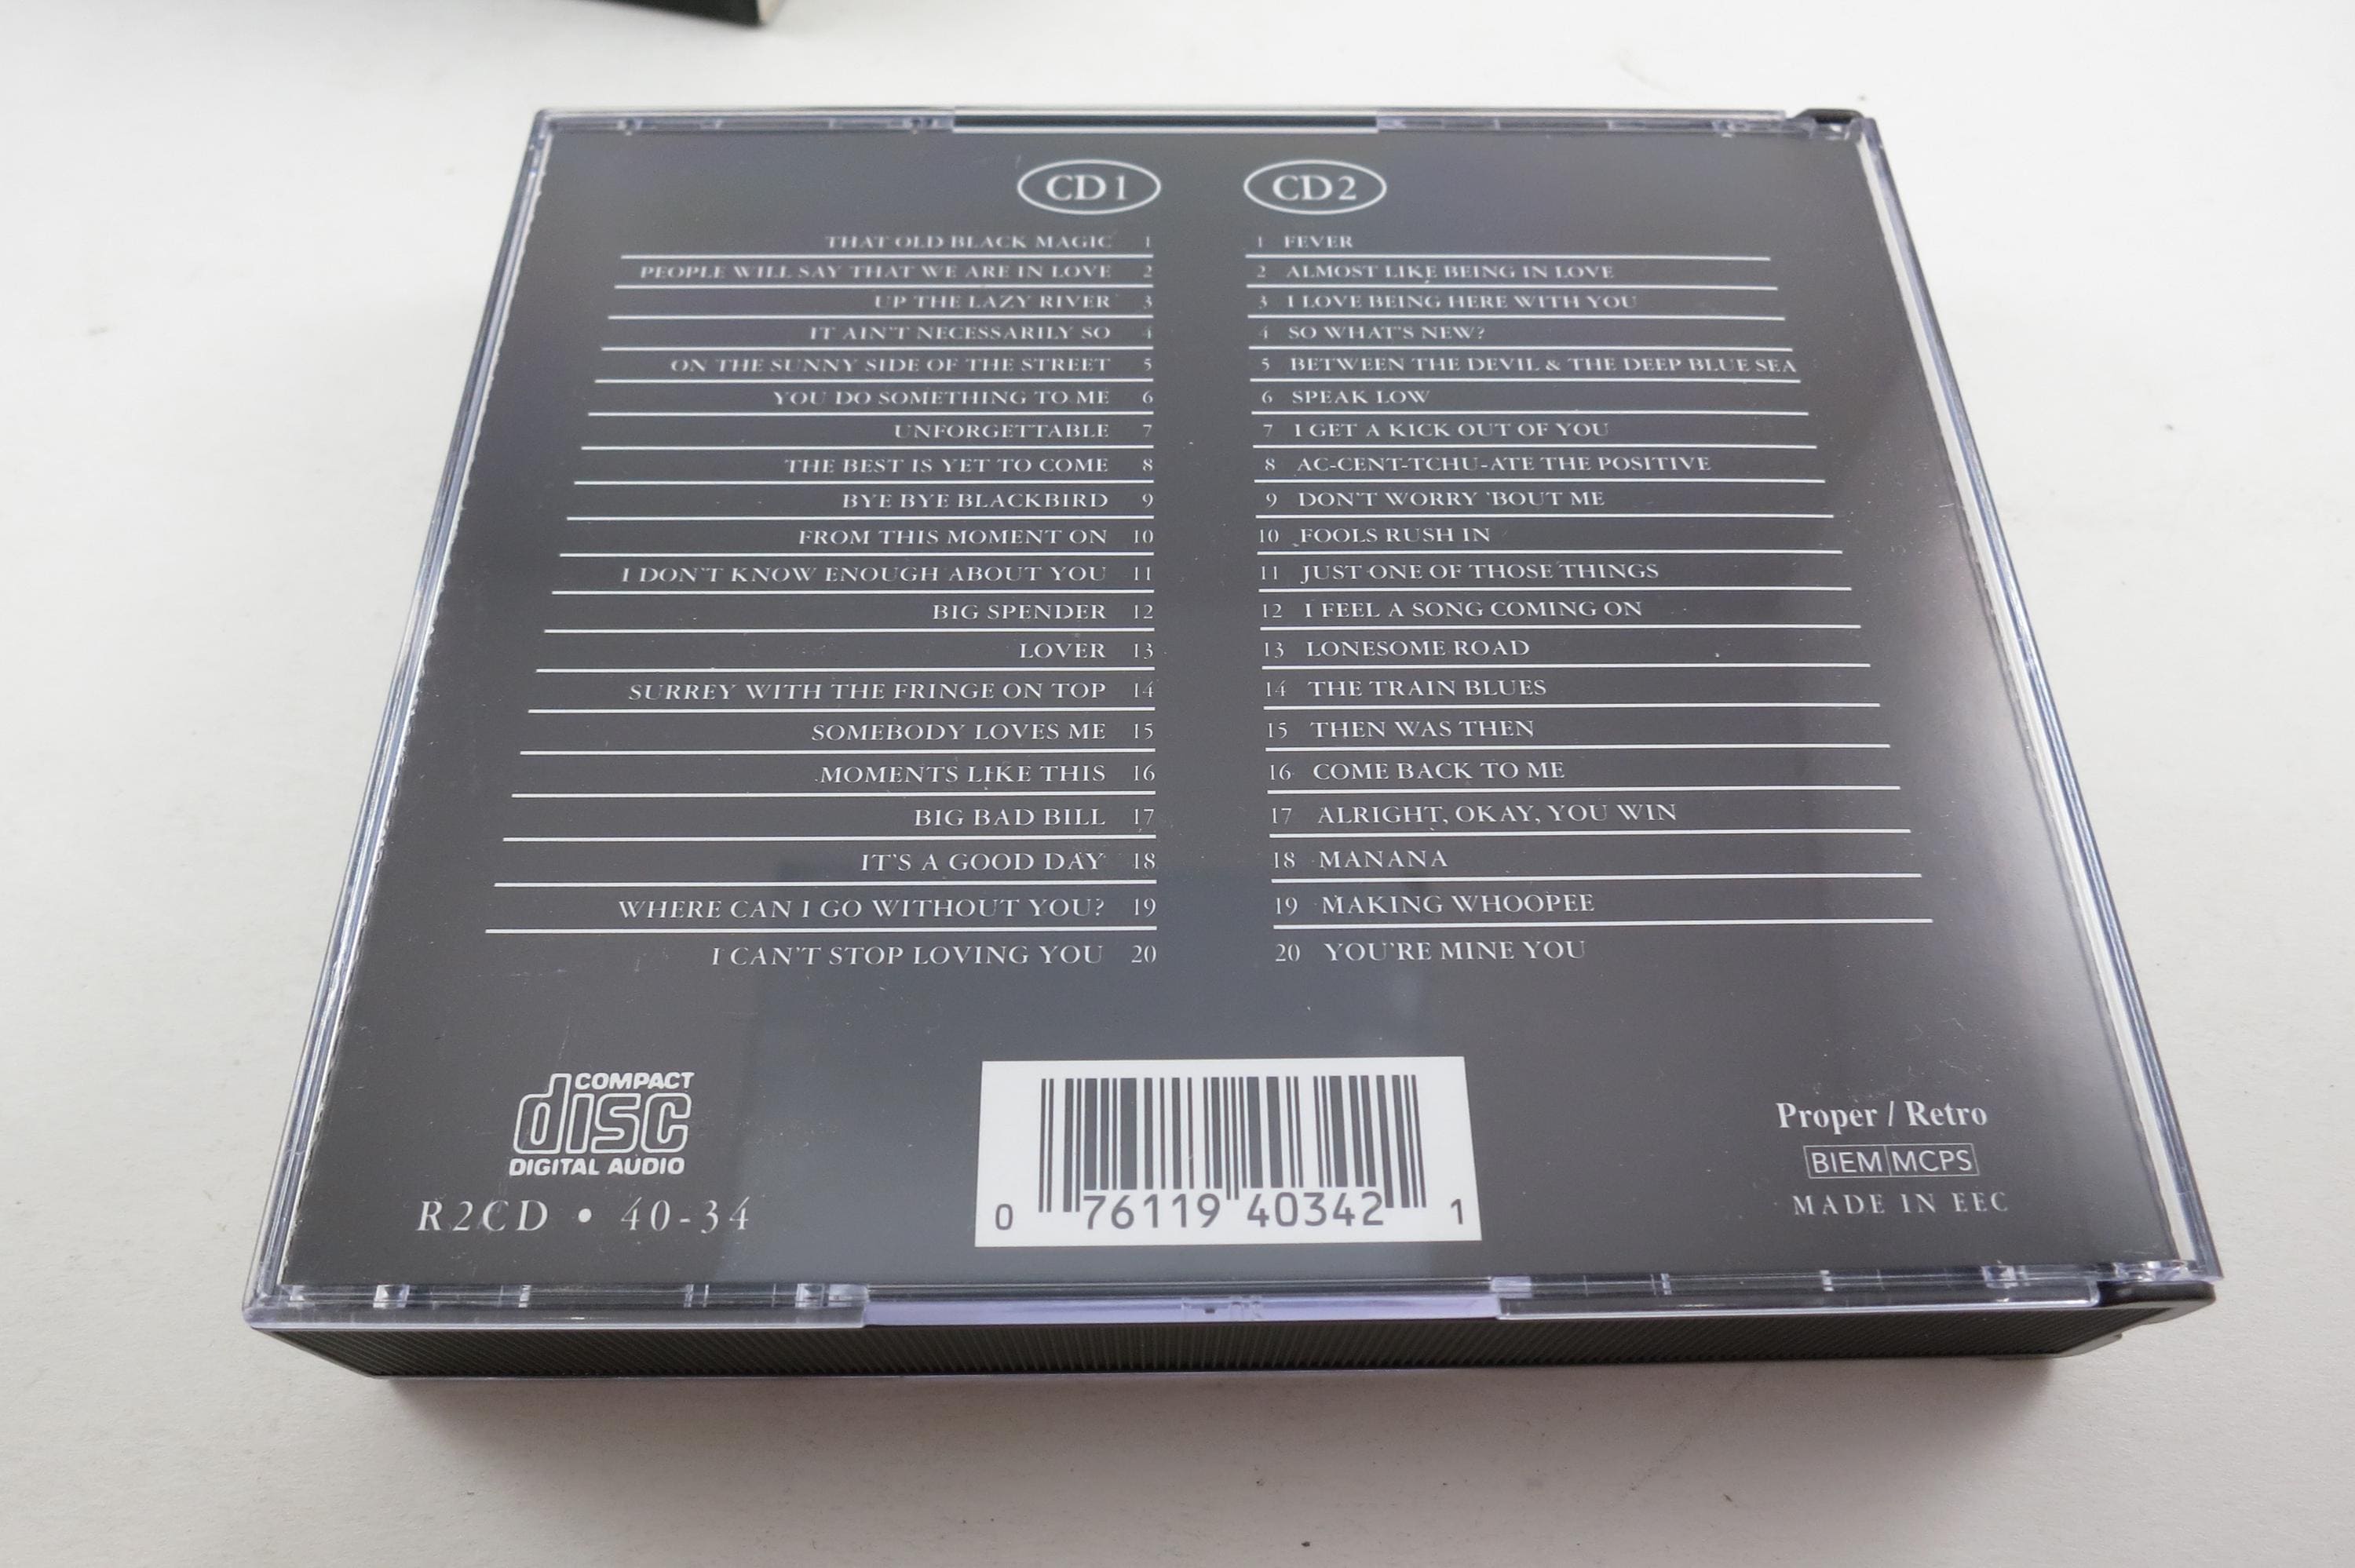 CD 1
THAT OLD BLACK MAGIC 1
PEOPLE WILL SAY THAT WE ARE IN LOVE 2
UP THE LAZY RIVER 3
IT AIN'T NECESSARILY SO 4
ON THE SUNNY SIDE OF THE STREET 5
YOU DO SOMETHING TO ME 6
UNFORGETTABLE 7
THE BEST IS YET TO COME 8
BYE BYE BLACKBIRD 9
FROM THIS MOMENT ON 10
I DON'T KNOW ENOUGH ABOUT YOU 11
BIG SPENDER 12
LOVER 13
SURREY WITH THE FRINGE ON TOP 14
SOMEBODY LOVES ME 15
MOMENTS LIKE THIS 16
BIG BAD BILL 17
IT'S A GOOD DAY 18
WHERE CAN I GO WITHOUT YOU? 19
I CAN'T STOP LOVING YOU 20
CD 2
1 FEVER
2 ALMOST LIKE BEING IN LOVE
3 I LOVE BEING HERE WITH YOU
4 SO WHAT'S NEW?
5 BETWEEN THE DEVIL & THE DEEP BLUE SEA
6 SPEAK LOW
7 I GET A KICK OUT OF YOU
8 AC-CENT-TCHU-ATE THE POSITIVE
9 DON'T WORRY 'BOUT ME
10 FOOLS RUSH IN
11 JUST ONE OF THOSE THINGS
12 I FEEL A SONG COMING ON
13 LONESOME ROAD
14 THE TRAIN BLUES
15 THEN WAS THEN
16 COME BACK TO ME
17 ALRIGHT, OKAY, YOU WIN
18 MANANA
19 MAKING WHOOPEE
20 YOU'RE MINE YOU
COMPACT
disc
DIGITAL AUDIO
R2CD • 40-34
0 76119 40342 1
Proper / Retro
BIEM MCPS
MADE IN EEC